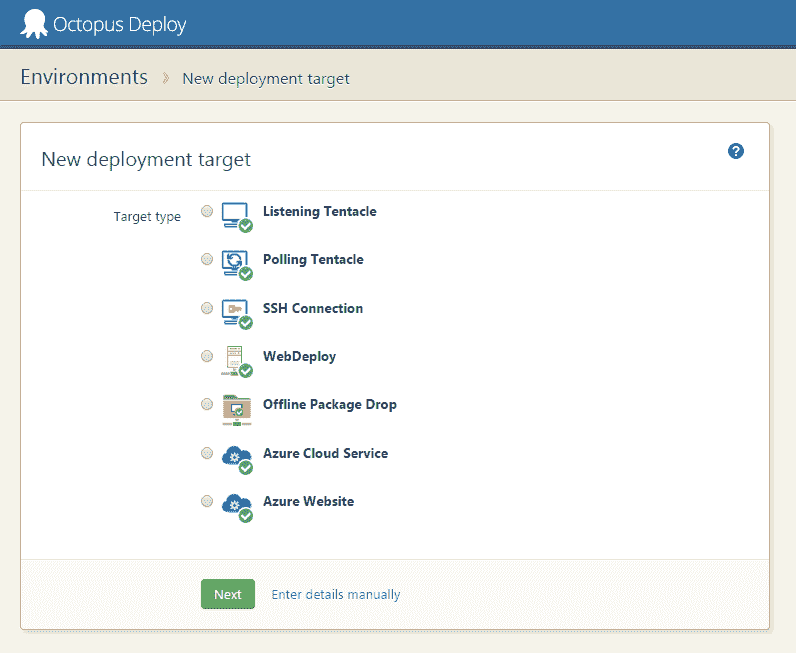 Octopus Deploy
Environments > New deployment target
New deployment target ?
Target type
Listening Tentacle
Polling Tentacle
SSH Connection
WebDeploy
Offline Package Drop
Azure Cloud Service
Azure Website
Next Enter details manually